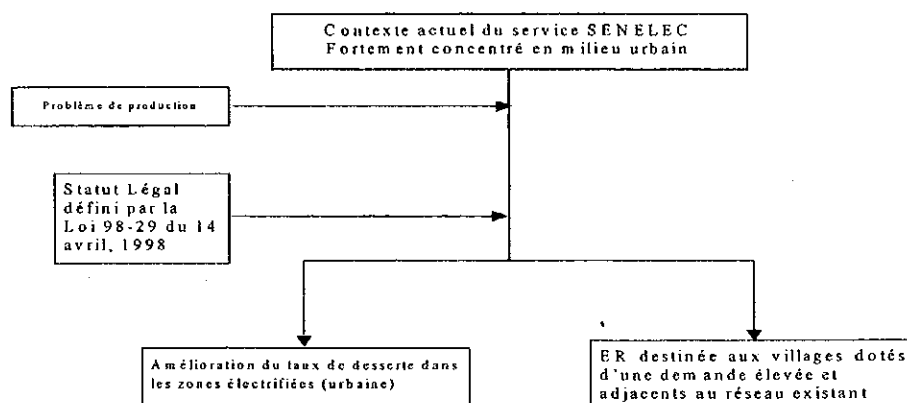 Contexte actuel du service SENELEC
Fortement concentré en milieu urbain
Problème de production
Statut Légal
défini par la
Loi 98-29 du 14
avril, 1998
Amélioration du taux de desserte dans
les zones électrifiées (urbaine)
ER destinée aux villages dotés
d'une demande élevée et
adjacents au réseau existant